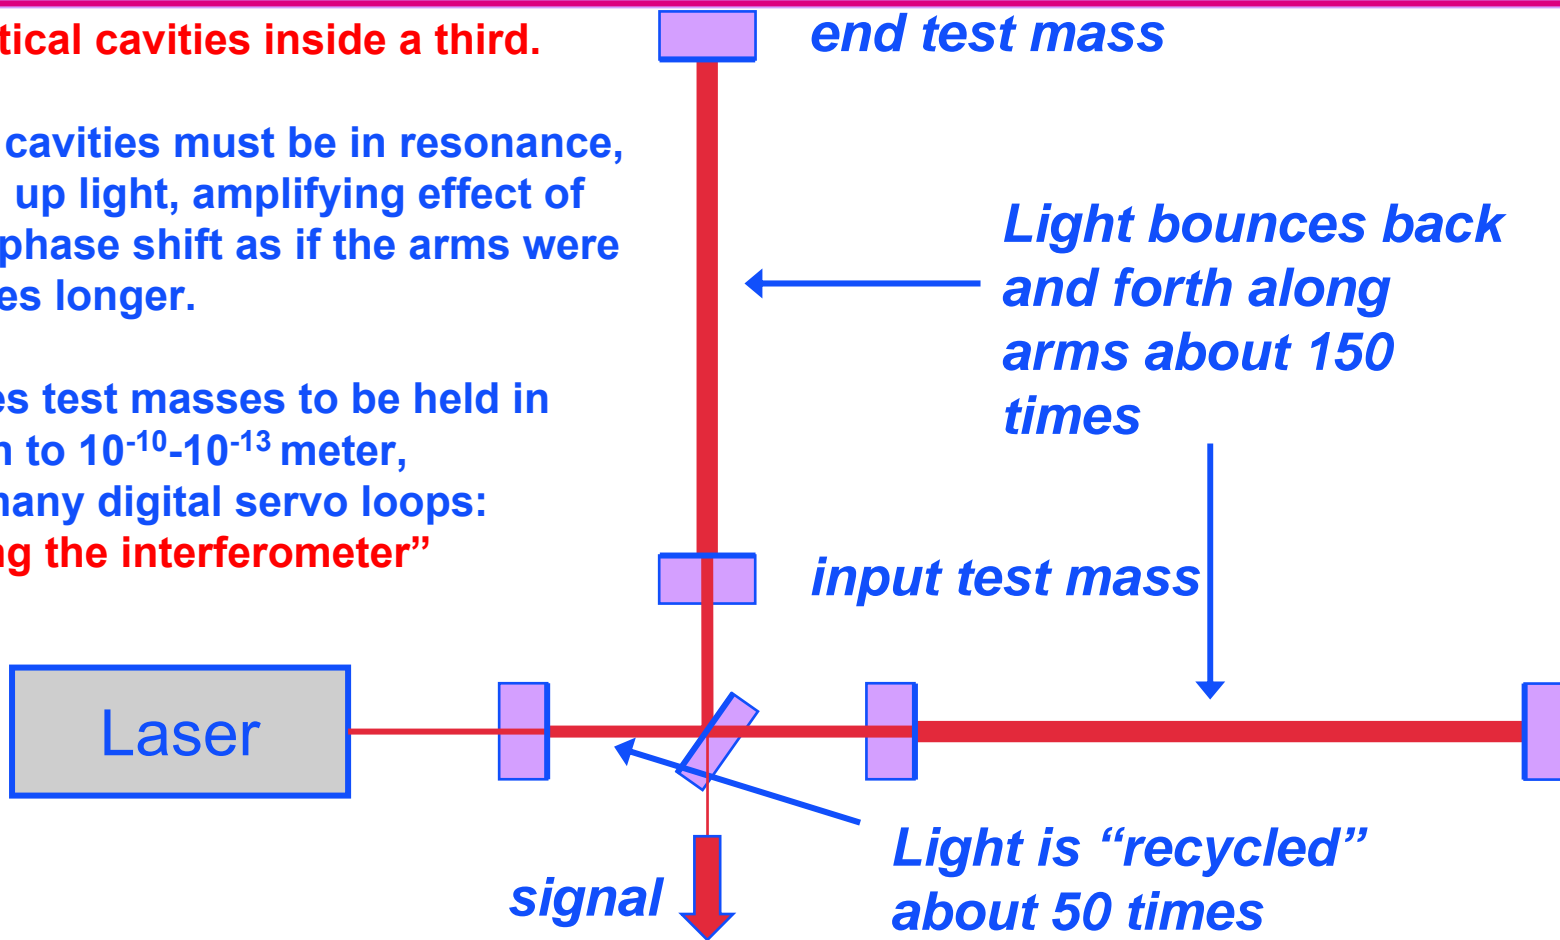 tical cavities inside a third.
cavities must be in resonance,
up light, amplifying effect of
phase shift as if the arms were
es longer.
es test masses to be held in
n to 10⁻¹⁰-10⁻¹³ meter,
many digital servo loops:
ng the interferometer”
end test mass
Light bounces back
and forth along
arms about 150
times
input test mass
Laser
signal
Light is “recycled”
about 50 times